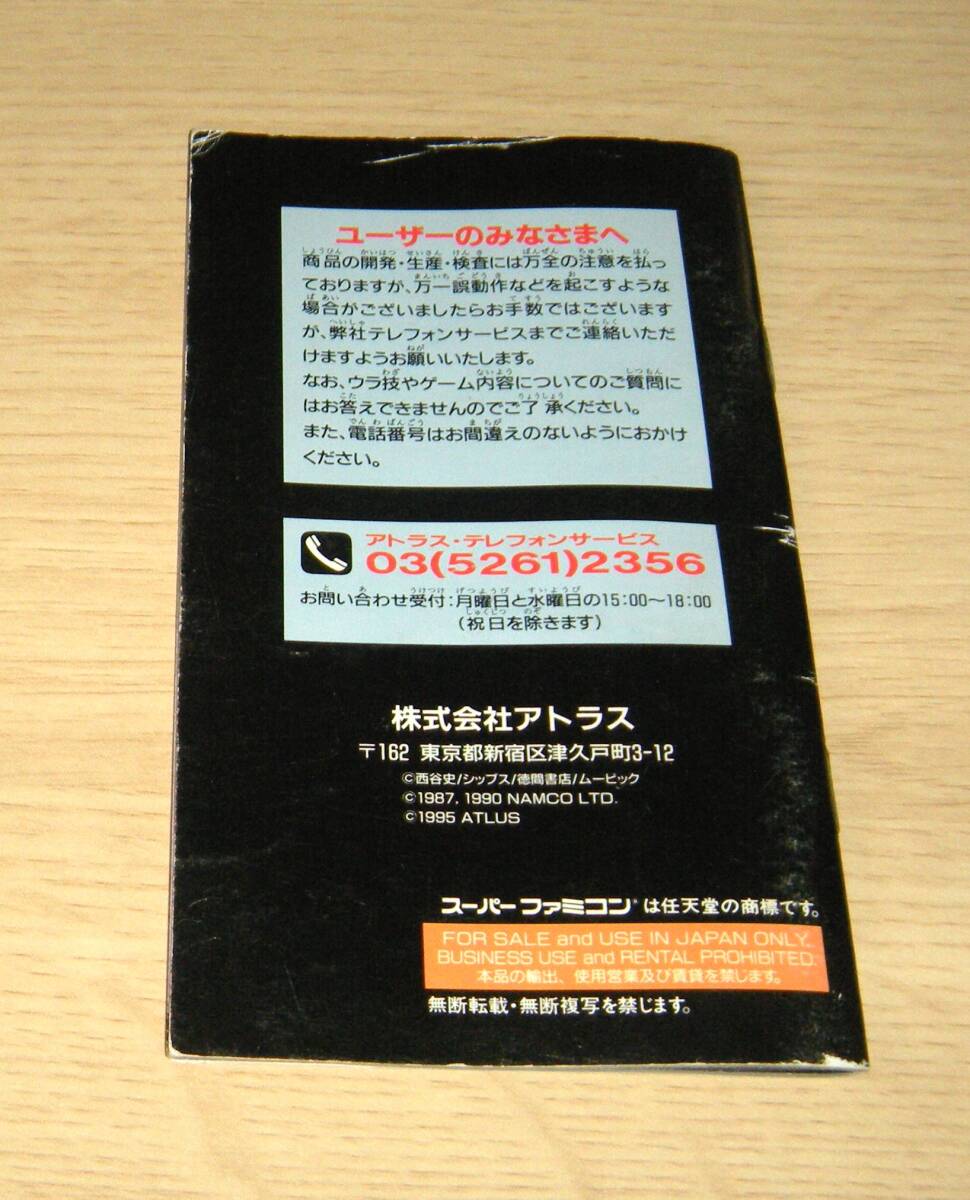 ユーザーのみなさまへ
商品の開発・生産・検査には万全の注意を払っ
ておりますが、万一誤動作などを起こすような
場合がございましたらお手数ではございます
が、弊社テレフォンサービスまでご連絡いただ
けますようお願いいたします。
なお、ウラ技やゲーム内容についてのご質問に
はお答えできませんのでご了承ください。
また、電話番号はお間違えのないようにおかけ
ください。
アトラス・テレフォンサービス
03(5261)2356
お問い合わせ受付:月曜日と水曜日の15:00〜18:00
(祝日を除きます)
株式会社アトラス
〒162 東京都新宿区津久戸町3-12
©西谷史/シップス/徳間書店/ムービック
©1987, 1990 NAMCO LTD.
©1995 ATLUS
スーパーファミコン®は任天堂の商標です。
FOR SALE and USE IN JAPAN ONLY.
BUSINESS USE and RENTAL PROHIBITED.
本品の輸出、使用営業及び賃貸を禁じます。
無断転載・無断複写を禁じます。